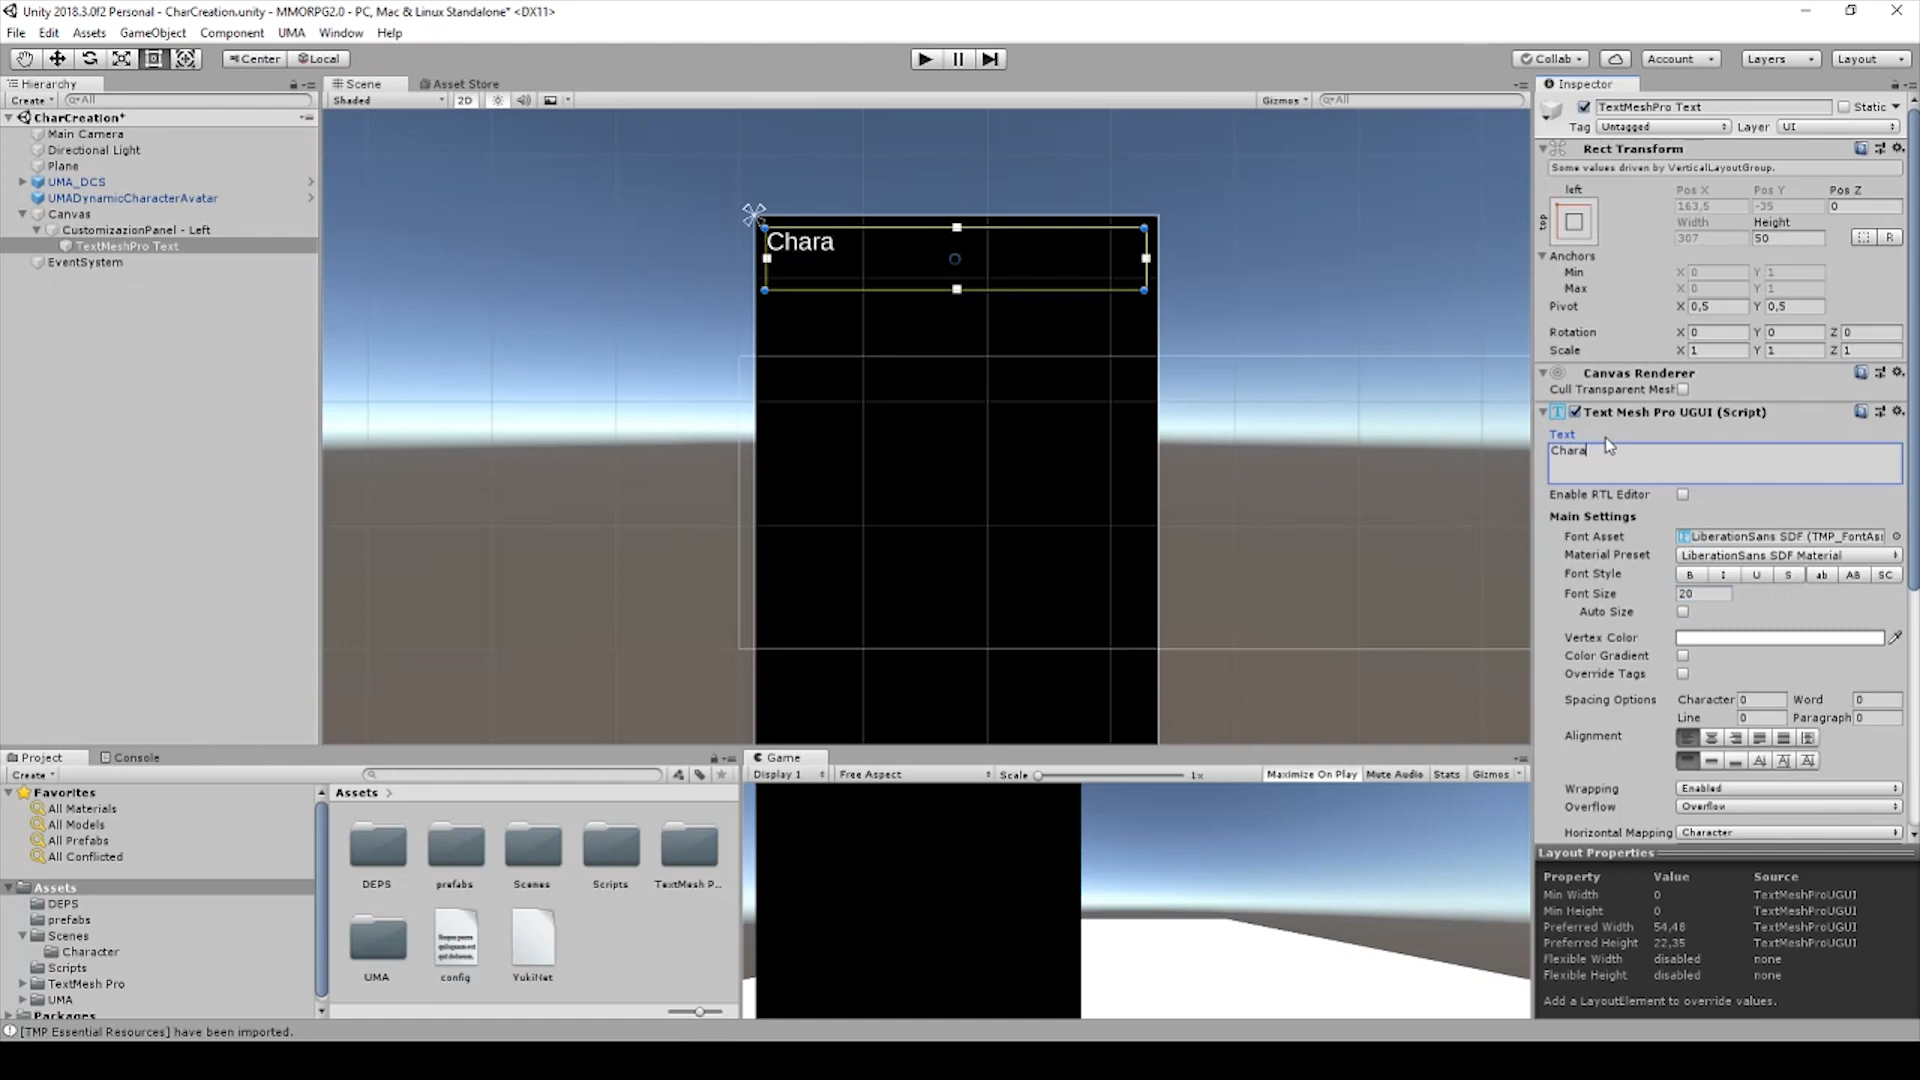 Unity 2018.3.0f2 Personal - CharCreation.unity - MMORPG2.0 - PC, Mac & Linux Standalone* <DX11>
File Edit Assets GameObject Component UMA Window Help
Center Local
Collab Account Layers Layout
Hierarchy
Create All
CharCreation*
Main Camera
Directional Light
Plane
UMA_DCS
UMADynamicCharacterAvatar
Canvas
CustomizazionPanel - Left
TextMeshPro Text
EventSystem
Scene Asset Store
Shaded 2D Gizmos All
Chara
Inspector
TextMeshPro Text Static
Tag Untagged Layer UI
Rect Transform
Some values driven by VerticalLayoutGroup.
left Pos X Pos Y Pos Z
top 163,5 -35 0
Width Height
307 50 R
Anchors
Min X 0 Y 1
Max X 0 Y 1
Pivot X 0,5 Y 0,5
Rotation X 0 Y 0 Z 0
Scale X 1 Y 1 Z 1
Canvas Renderer
Cull Transparent Mesh
Text Mesh Pro UGUI (Script)
Text
Chara
Enable RTL Editor
Main Settings
Font Asset LiberationSans SDF (TMP_FontAs
Material Preset LiberationSans SDF Material
Font Style B I U S ab AB SC
Font Size 20
Auto Size
Vertex Color
Color Gradient
Override Tags
Spacing Options Character 0 Word 0
Line 0 Paragraph 0
Alignment
Wrapping Enabled
Overflow Overflow
Horizontal Mapping Character
Layout Properties
Property Value Source
Min Width 0 TextMeshProUGUI
Min Height 0 TextMeshProUGUI
Preferred Width 54,48 TextMeshProUGUI
Preferred Height 22,35 TextMeshProUGUI
Flexible Width disabled none
Flexible Height disabled none
Add a LayoutElement to override values.
Project Console
Create
Favorites
All Materials
All Models
All Prefabs
All Conflicted
Assets
DEPS
prefabs
Scenes
Character
Scripts
TextMesh Pro
UMA
Packages
Assets
DEPS prefabs Scenes Scripts TextMesh P...
UMA config YukiNet
Game
Display 1 Free Aspect Scale 1x Maximize On Play Mute Audio Stats Gizmos
[TMP Essential Resources] have been imported.